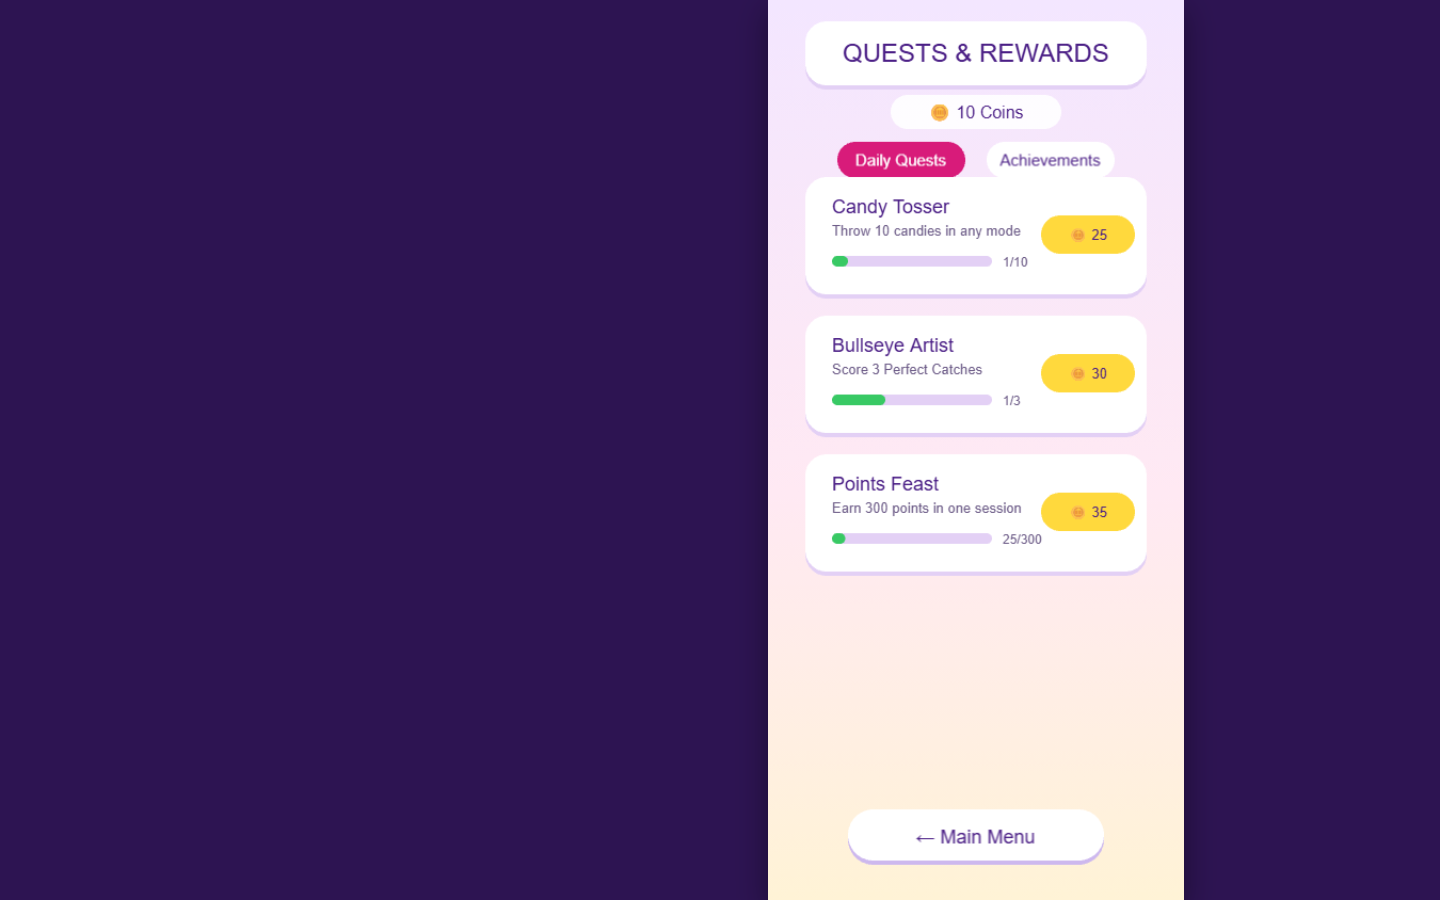 QUESTS & REWARDS
10 Coins
Daily Quests
Achievements
Candy Tosser
Throw 10 candies in any mode
25
1/10
Bullseye Artist
Score 3 Perfect Catches
30
1/3
Points Feast
Earn 300 points in one session
35
25/300
← Main Menu